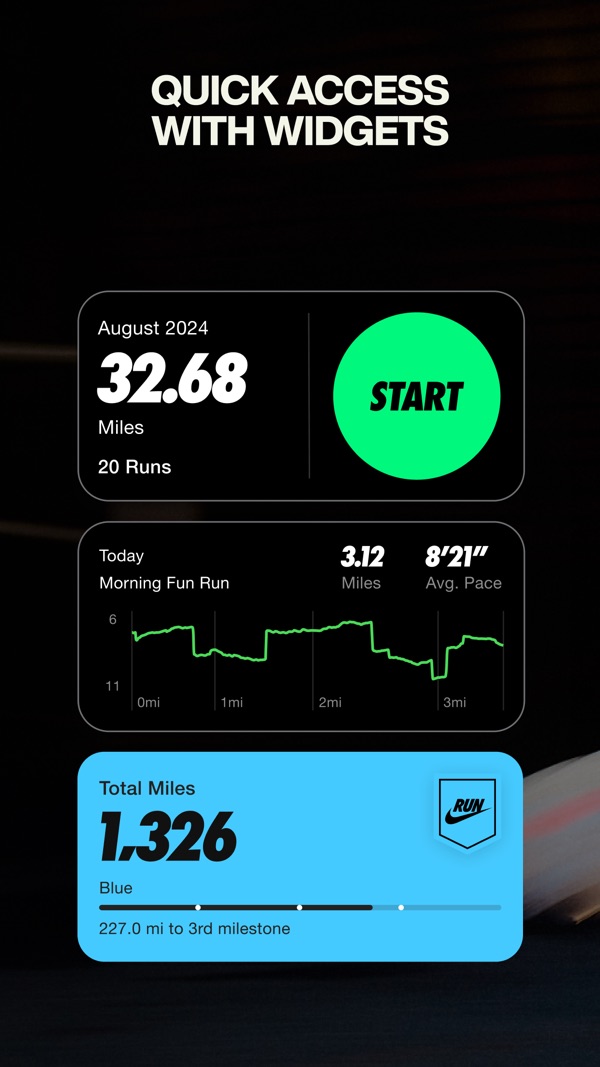 QUICK ACCESS
WITH WIDGETS
August 2024
32.68
Miles
20 Runs
START
Today
Morning Fun Run
3.12
Miles
8’21”
Avg. Pace
6
11
0mi
1mi
2mi
3mi
Total Miles
1,326
RUN
Blue
227.0 mi to 3rd milestone